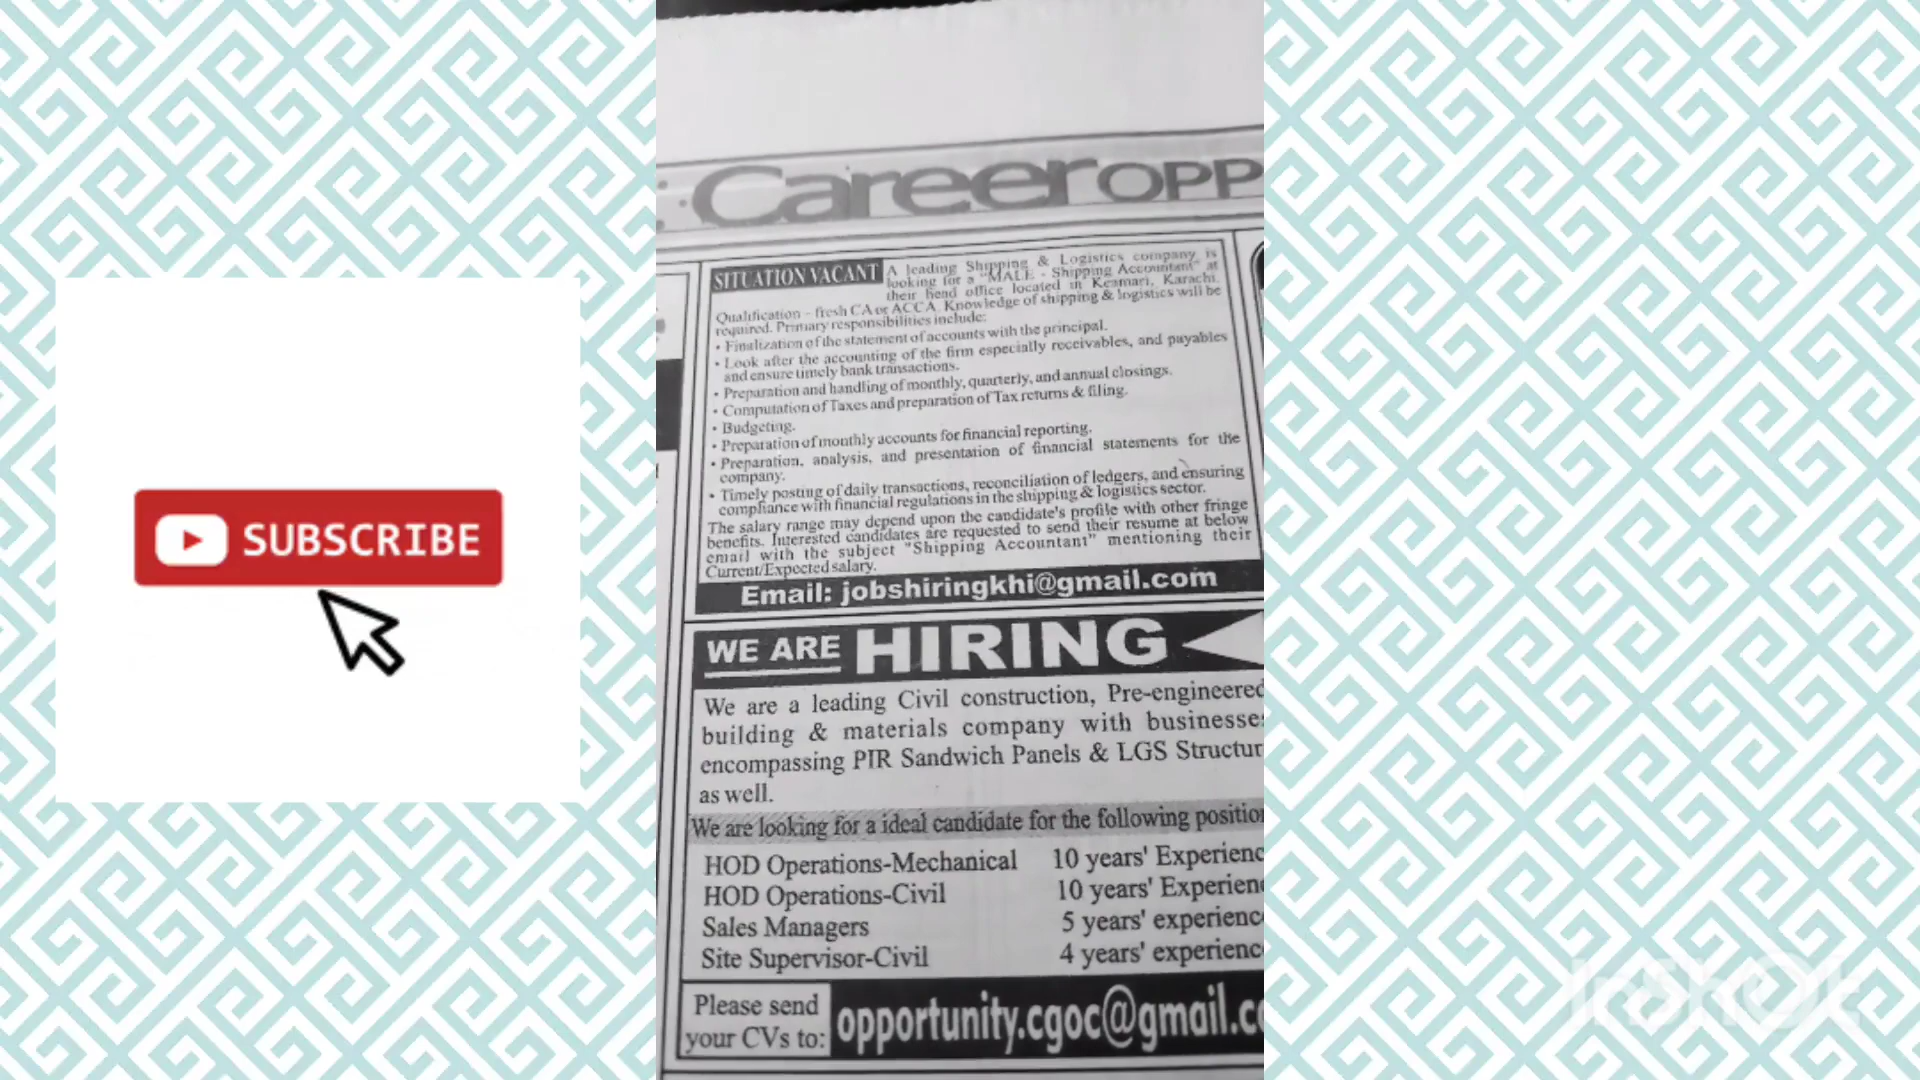 SUBSCRIBE
Career OPP
SITUATION VACANT
A leading Shipping & Logistics company is
looking for a "MALE - Shipping Accountant" at
their head office located in Keamari, Karachi.
Qualification - fresh CA or ACCA. Knowledge of shipping & logistics will be
required. Primary responsibilities include:
• Finalization of the statement of accounts with the principal.
• Look after the accounting of the firm especially receivables, and payables
and ensure timely bank transactions.
• Preparation and handling of monthly, quarterly, and annual closings.
• Computation of Taxes and preparation of Tax returns & filing.
• Budgeting.
• Preparation of monthly accounts for financial reporting.
• Preparation, analysis, and presentation of financial statements for the
company.
• Timely posting of daily transactions, reconciliation of ledgers, and ensuring
compliance with financial regulations in the shipping & logistics sector.
The salary range may depend upon the candidate's profile with other fringe
benefits. Interested candidates are requested to send their resume at below
email with the subject "Shipping Accountant" mentioning their
Current/Expected salary.
Email: jobshiringkhi@gmail.com
WE ARE HIRING
We are a leading Civil construction, Pre-engineered
building & materials company with businesse
encompassing PIR Sandwich Panels & LGS Structur
as well.
We are looking for a ideal candidate for the following positio
HOD Operations-Mechanical 10 years' Experienc
HOD Operations-Civil 10 years' Experien
Sales Managers 5 years' experience
Site Supervisor-Civil 4 years' experience
Please send
your CVs to:
opportunity.cgoc@gmail.co
InShOt